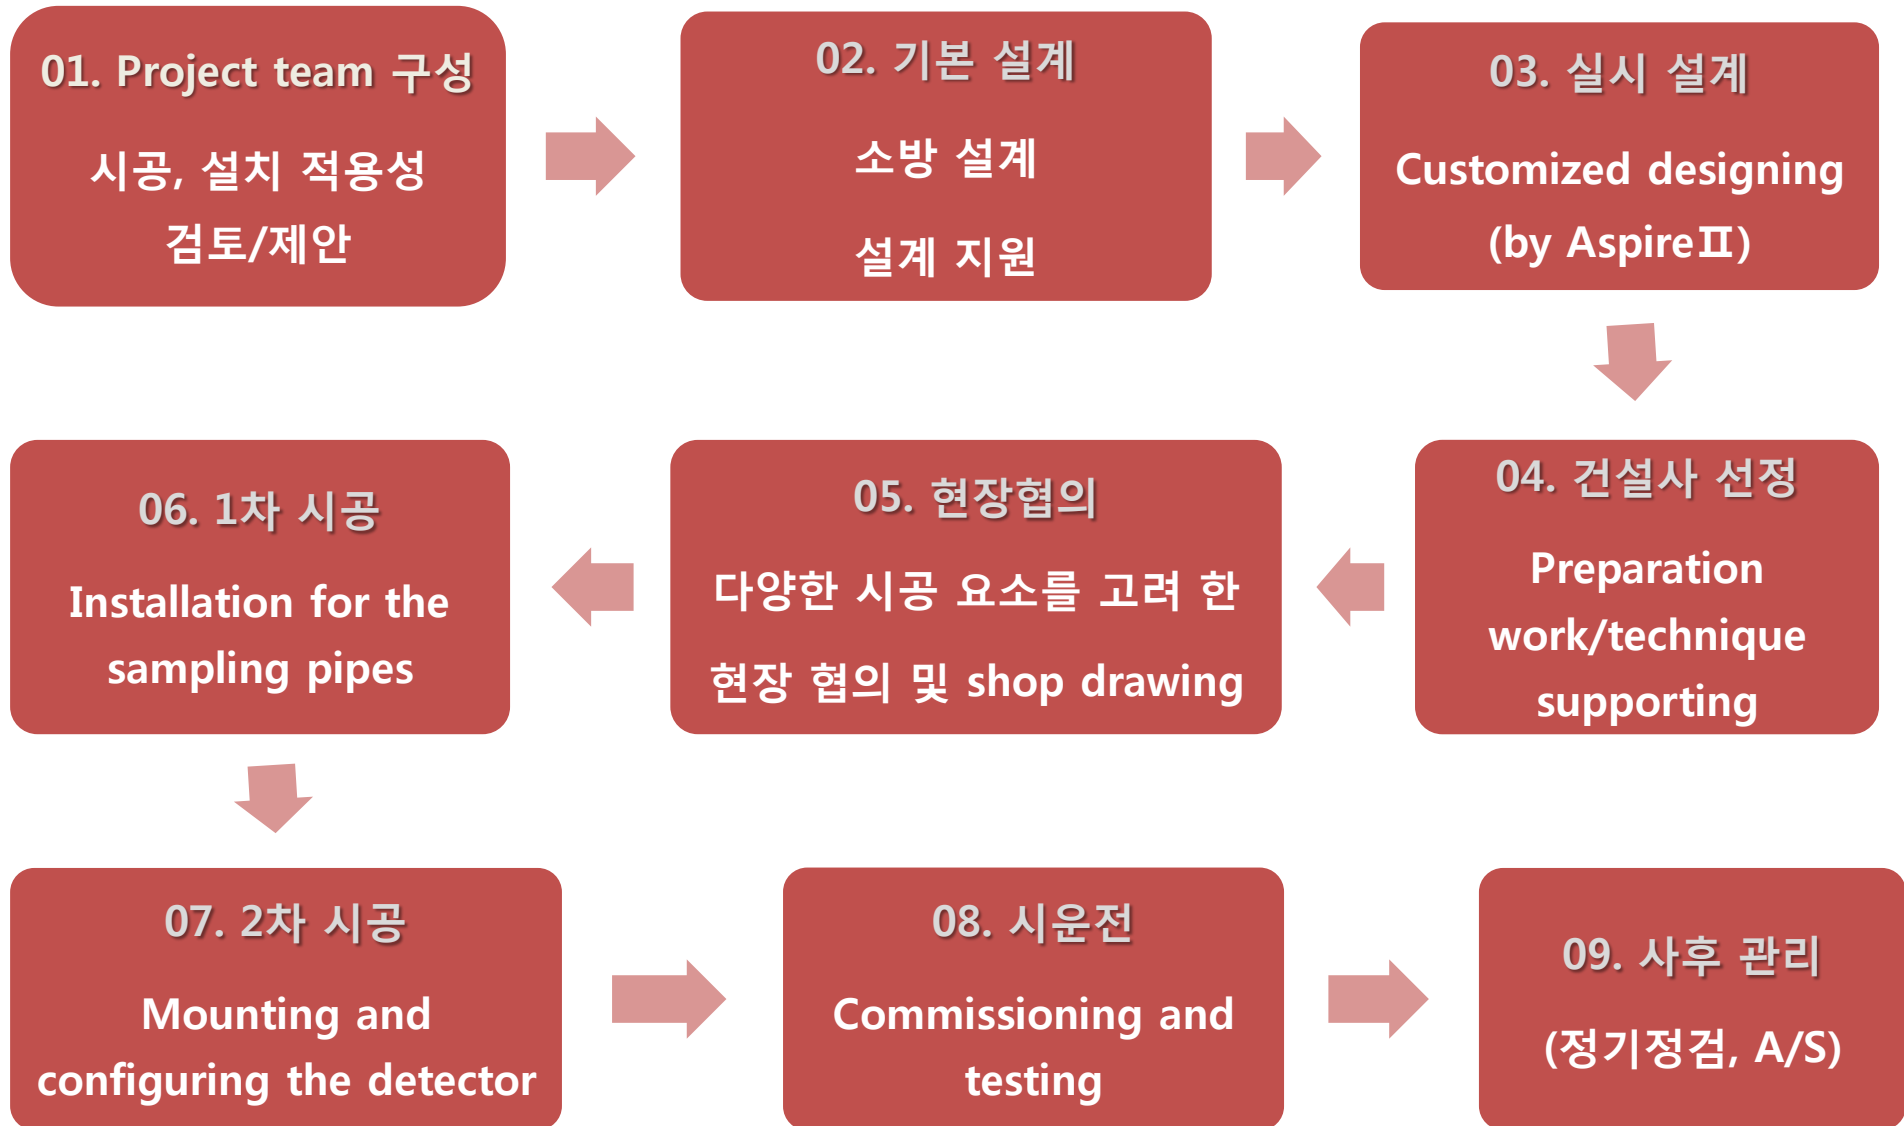 01. Project team 구성
시공, 설치 적용성
검토/제안
02. 기본 설계
소방 설계
설계 지원
03. 실시 설계
Customized designing
(by AspireⅡ)
04. 건설사 선정
Preparation
work/technique
supporting
05. 현장협의
다양한 시공 요소를 고려 한
현장 협의 및 shop drawing
06. 1차 시공
Installation for the
sampling pipes
07. 2차 시공
Mounting and
configuring the detector
08. 시운전
Commissioning and
testing
09. 사후 관리
(정기정검, A/S)